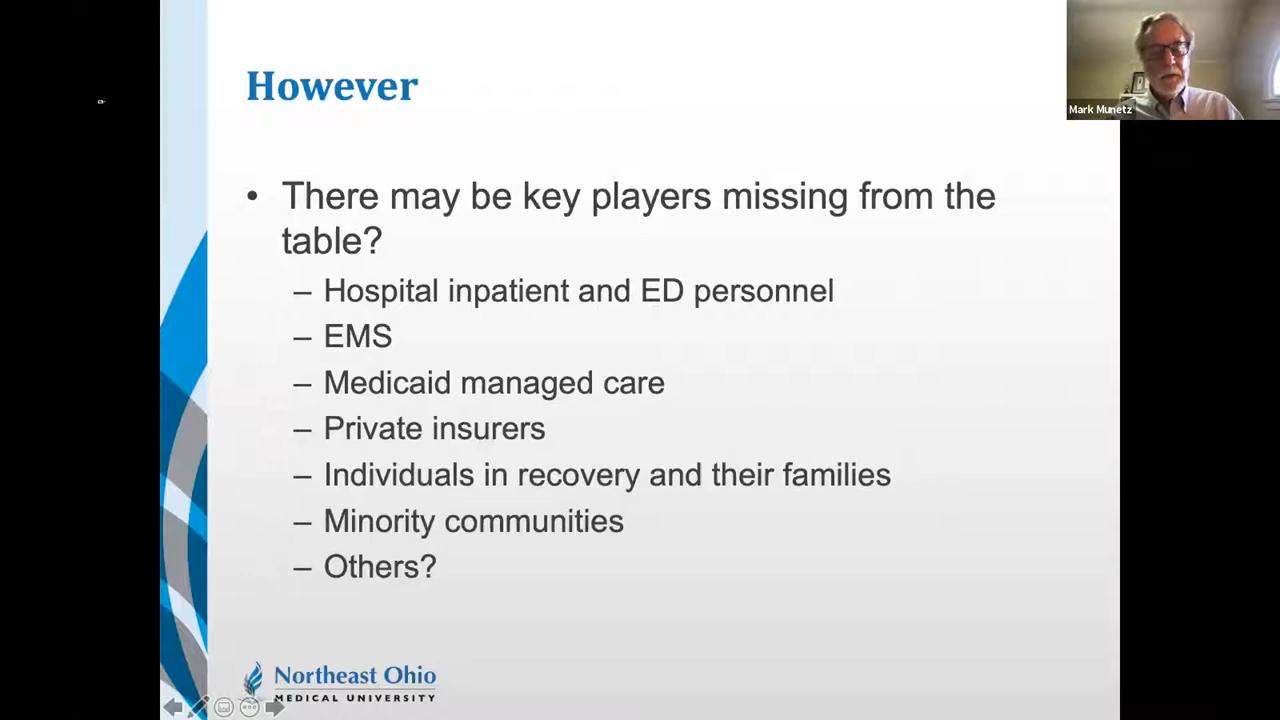 However
Mark Munetz
• There may be key players missing from the
table?
– Hospital inpatient and ED personnel
– EMS
– Medicaid managed care
– Private insurers
– Individuals in recovery and their families
– Minority communities
– Others?
Northeast Ohio
MEDICAL UNIVERSITY